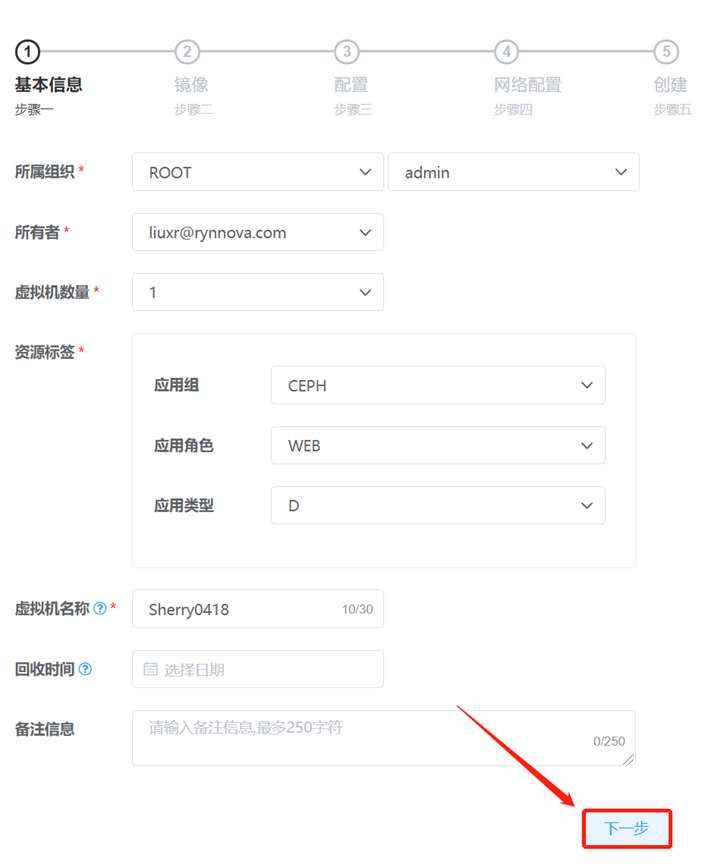 1 2 3 4 5
基本信息 镜像 配置 网络配置 创建
步骤一 步骤二 步骤三 步骤四 步骤五
所属组织 * ROOT admin
所有者 * liuxr@rynnova.com
虚拟机数量 * 1
资源标签 *
应用组 CEPH
应用角色 WEB
应用类型 D
虚拟机名称 ? * Sherry0418 10/30
回收时间 ? 选择日期
备注信息 请输入备注信息,最多250字符
0/250
下一步